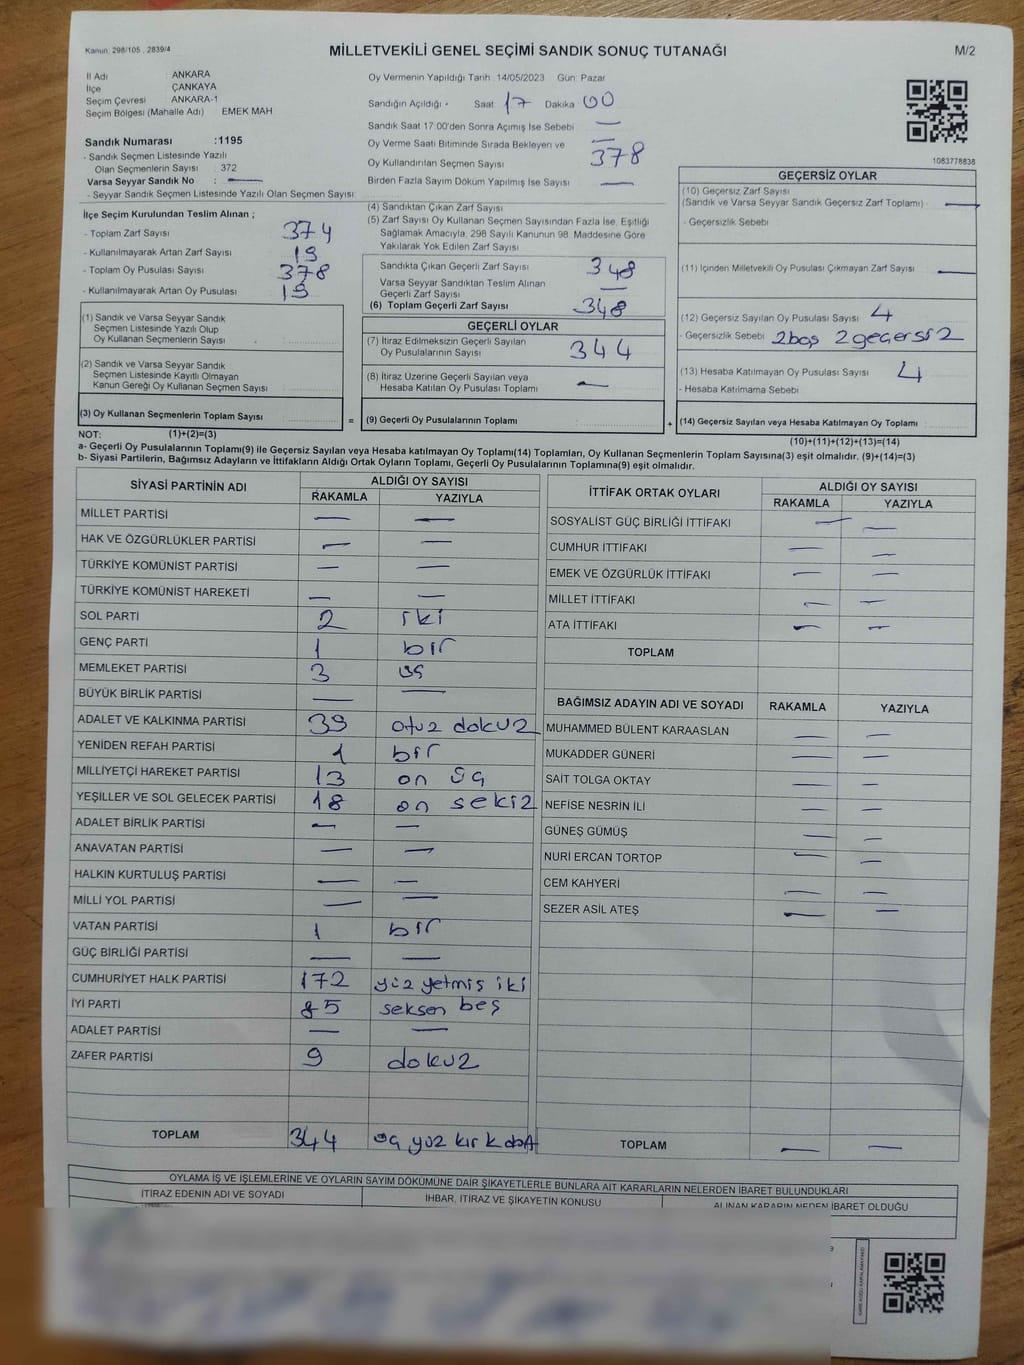 Kanun: 298/105 , 2839/4
MİLLETVEKİLİ GENEL SEÇİMİ SANDIK SONUÇ TUTANAĞI
M/2
İl Adı ANKARA
İlçe ÇANKAYA
Seçim Çevresi ANKARA-1
Seçim Bölgesi (Mahalle Adı) EMEK MAH
Sandık Numarası :1195
- Sandık Seçmen Listesinde Yazılı
Olan Seçmenlerin Sayısı : 372
Varsa Seyyar Sandık No : —
- Seyyar Sandık Seçmen Listesinde Yazılı Olan Seçmen Sayısı:
Oy Vermenin Yapıldığı Tarih :14/05/2023 Gün: Pazar
Sandığın Açıldığı - Saat 17 Dakika 00
Sandık Saat 17:00'den Sonra Açımış İse Sebebi —
Oy Verme Saati Bitiminde Sırada Bekleyen ve —
Oy Kullandırılan Seçmen Sayısı 378
Birden Fazla Sayım Döküm Yapılmış İse Sayısı —
1083778838
İlçe Seçim Kurulundan Teslim Alınan ;
- Toplam Zarf Sayısı 374
- Kullanılmayarak Artan Zarf Sayısı 19
- Toplam Oy Pusulası Sayısı 378
- Kullanılmayarak Artan Oy Pusulası 19
(1) Sandık ve Varsa Seyyar Sandık
Seçmen Listesinde Yazılı Olup
Oy Kullanan Seçmenlerin Sayısı :
(2) Sandık ve Varsa Seyyar Sandık
Seçmen Listesinde Kayıtlı Olmayan
Kanun Gereği Oy Kullanan Seçmen Sayısı :
(3) Oy Kullanan Seçmenlerin Toplam Sayısı
(1)+(2)=(3)
(4) Sandıktan Çıkan Zarf Sayısı
(5) Zarf Sayısı Oy Kullanan Seçmen Sayısından Fazla İse, Eşitliği
Sağlamak Amacıyla, 298 Sayılı Kanunun 98. Maddesine Göre
Yakılarak Yok Edilen Zarf Sayısı
Sandıkta Çıkan Geçerli Zarf Sayısı 348
Varsa Seyyar Sandıktan Teslim Alınan
Geçerli Zarf Sayısı —
(6) Toplam Geçerli Zarf Sayısı 348
GEÇERLİ OYLAR
(7) İtiraz Edilmeksizin Geçerli Sayılan
Oy Pusulalarının Sayısı 344
(8) İtiraz Üzerine Geçerli Sayılan veya
Hesaba Katılan Oy Pusulası Toplamı —
= (9) Geçerli Oy Pusulalarının Toplamı :
GEÇERSİZ OYLAR
(10) Geçersiz Zarf Sayısı
(Sandık ve Varsa Seyyar Sandık Geçersiz Zarf Toplamı) —
- Geçersizlik Sebebi
(11) İçinden Milletvekili Oy Pusulası Çıkmayan Zarf Sayısı —
(12) Geçersiz Sayılan Oy Pusulası Sayısı 4
- Geçersizlik Sebebi 2boş 2geçersiz
(13) Hesaba Katılmayan Oy Pusulası Sayısı 4
- Hesaba Katılmama Sebebi
+ (14) Geçersiz Sayılan veya Hesaba Katılmayan Oy Toplamı :
(10)+(11)+(12)+(13)=(14)
NOT:
a- Geçerli Oy Pusulalarının Toplamı(9) ile Geçersiz Sayılan veya Hesaba katılmayan Oy Toplamı(14) Toplamları, Oy Kullanan Seçmenlerin Toplam Sayısına(3) eşit olmalıdır. (9)+(14)=(3)
b- Siyasi Partilerin, Bağımsız Adayların ve İttifakların Aldığı Ortak Oyların Toplamı, Geçerli Oy Pusulalarının Toplamına(9) eşit olmalıdır.
SİYASİ PARTİNİN ADI ALDIĞI OY SAYISI
RAKAMLA YAZIYLA
MİLLET PARTİSİ — —
HAK VE ÖZGÜRLÜKLER PARTİSİ — —
TÜRKİYE KOMÜNİST PARTİSİ — —
TÜRKİYE KOMÜNİST HAREKETİ — —
SOL PARTİ 2 iki
GENÇ PARTİ 1 bir
MEMLEKET PARTİSİ 3 üç
BÜYÜK BİRLİK PARTİSİ — —
ADALET VE KALKINMA PARTİSİ 39 otuz dokuz
YENİDEN REFAH PARTİSİ 1 bir
MİLLİYETÇİ HAREKET PARTİSİ 13 on üç
YEŞİLLER VE SOL GELECEK PARTİSİ 18 on sekiz
ADALET BİRLİK PARTİSİ — —
ANAVATAN PARTİSİ — —
HALKIN KURTULUŞ PARTİSİ — —
MİLLİ YOL PARTİSİ — —
VATAN PARTİSİ 1 bir
GÜÇ BİRLİĞİ PARTİSİ — —
CUMHURİYET HALK PARTİSİ 172 yüz yetmiş iki
İYİ PARTİ 85 seksen beş
ADALET PARTİSİ — —
ZAFER PARTİSİ 9 dokuz
TOPLAM 344 üç yüz kırk
İTTİFAK ORTAK OYLARI ALDIĞI OY SAYISI
RAKAMLA YAZIYLA
SOSYALİST GÜÇ BİRLİĞİ İTTİFAKI — —
CUMHUR İTTİFAKI — —
EMEK VE ÖZGÜRLÜK İTTİFAKI — —
MİLLET İTTİFAKI — —
ATA İTTİFAKI — —
TOPLAM
BAĞIMSIZ ADAYIN ADI VE SOYADI RAKAMLA YAZIYLA
MUHAMMED BÜLENT KARAASLAN — —
MUKADDER GÜNERİ — —
SAİT TOLGA OKTAY — —
NEFİSE NESRİN İLİ — —
GÜNEŞ GÜMÜŞ — —
NURİ ERCAN TORTOP — —
CEM KAHYERİ — —
SEZER ASİL ATEŞ — —
TOPLAM — —
OYLAMA İŞ VE İŞLEMLERİNE VE OYLARIN SAYIM DÖKÜMÜNE DAİR ŞİKAYETLERLE BUNLARA AİT KARARLARIN NELERDEN İBARET BULUNDUKLARI
İTİRAZ EDENİN ADI VE SOYADI İHBAR, İTİRAZ VE ŞİKAYETİN KONUSU ALINAN KARARIN NEDEN İBARET OLDUĞU